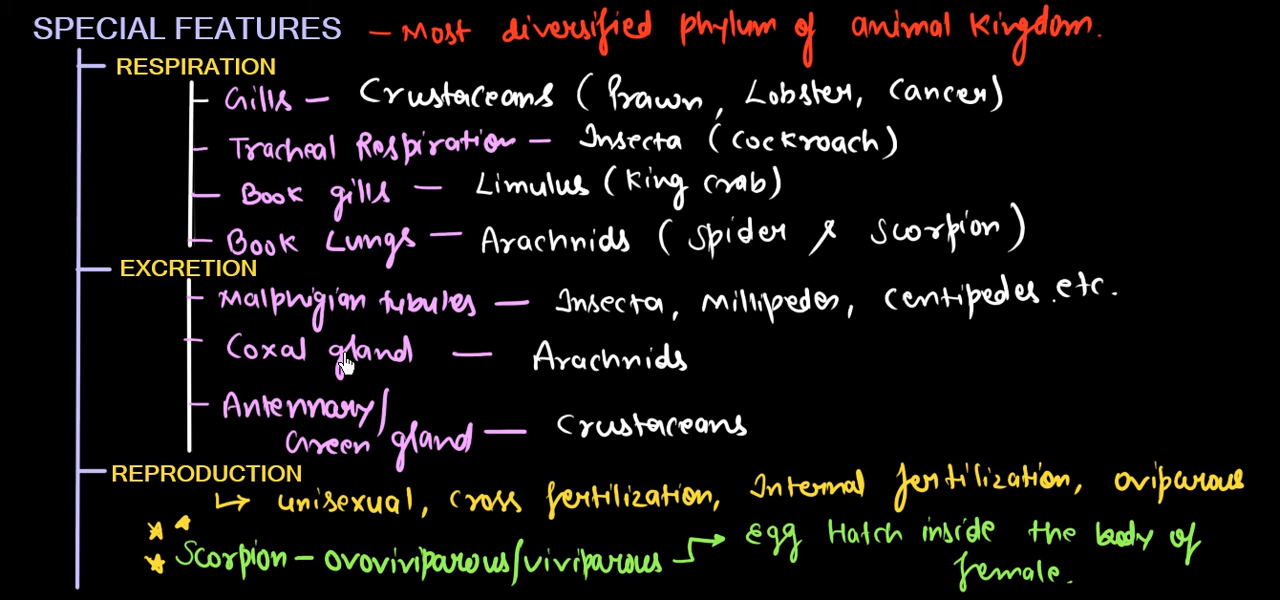 SPECIAL FEATURES - Most diversified phylum of animal Kingdom.
RESPIRATION
Gills - Crustaceans (Prawn, Lobster, Cancer)
Tracheal Respiration - Insecta (Cockroach)
Book gills - Limulus (King crab)
Book Lungs - Arachnids (Spider & Scorpion)
EXCRETION
Malphigian tubules - Insecta, Millipedes, Centipedes.etc.
Coxal gland - Arachnids
Antennary/
Green gland - Crustaceans
REPRODUCTION
↳ unisexual, cross fertilization, Internal fertilization, oviparous
Scorpion - ovoviviparous/viviparous → egg Hatch inside the body of
female.